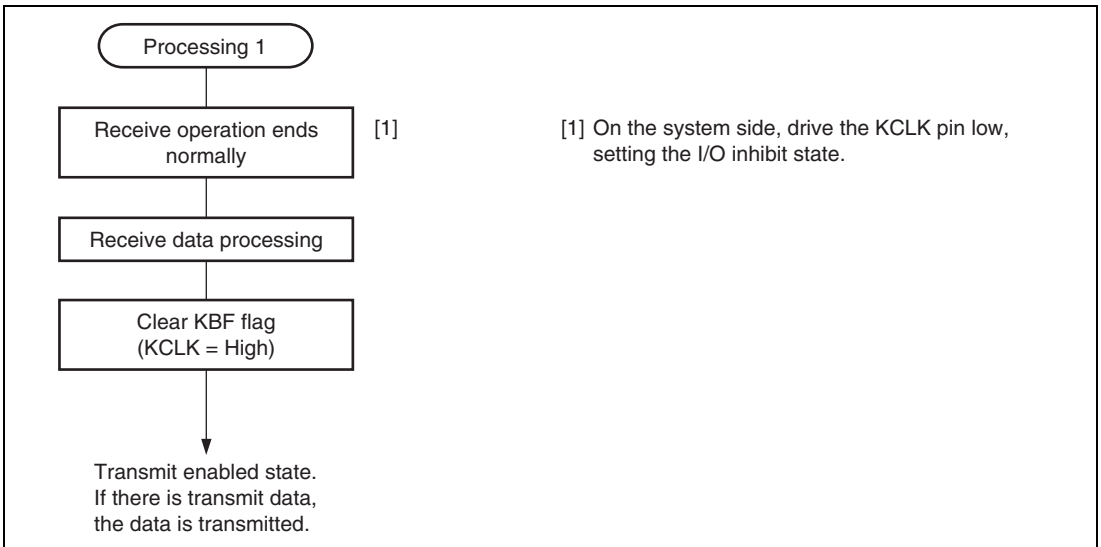 Processing 1
Receive operation ends
normally
[1]
[1] On the system side, drive the KCLK pin low,
setting the I/O inhibit state.
Receive data processing
Clear KBF flag
(KCLK = High)
Transmit enabled state.
If there is transmit data,
the data is transmitted.